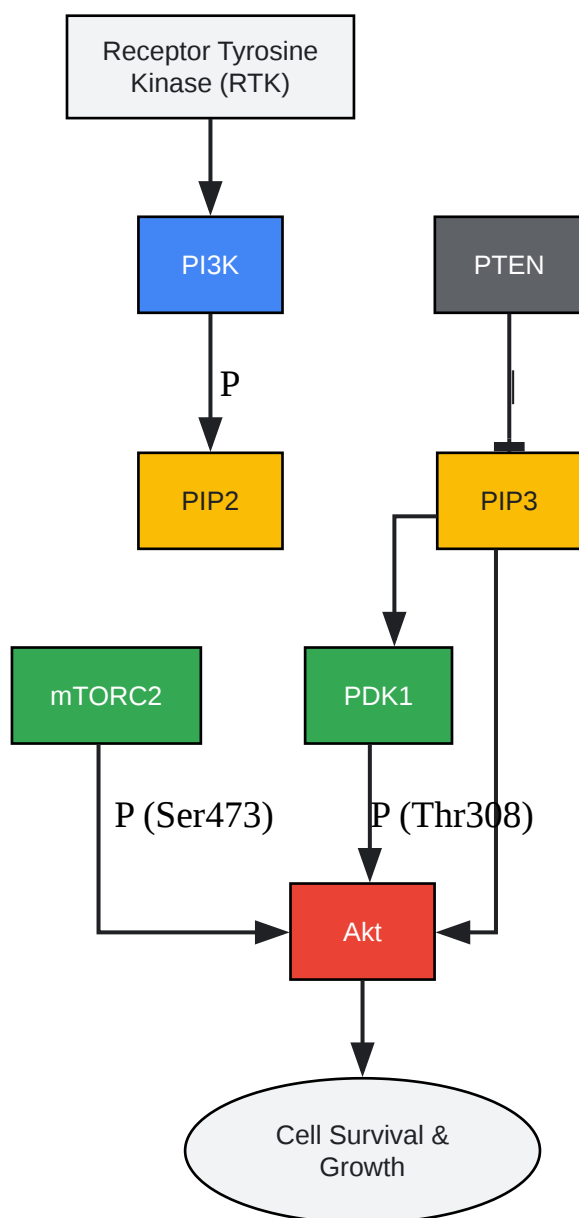 Receptor Tyrosine
Kinase (RTK)
PI3K
PTEN
P
|
PIP2
PIP3
mTORC2
PDK1
P (Ser473)
P (Thr308)
Akt
Cell Survival &
Growth